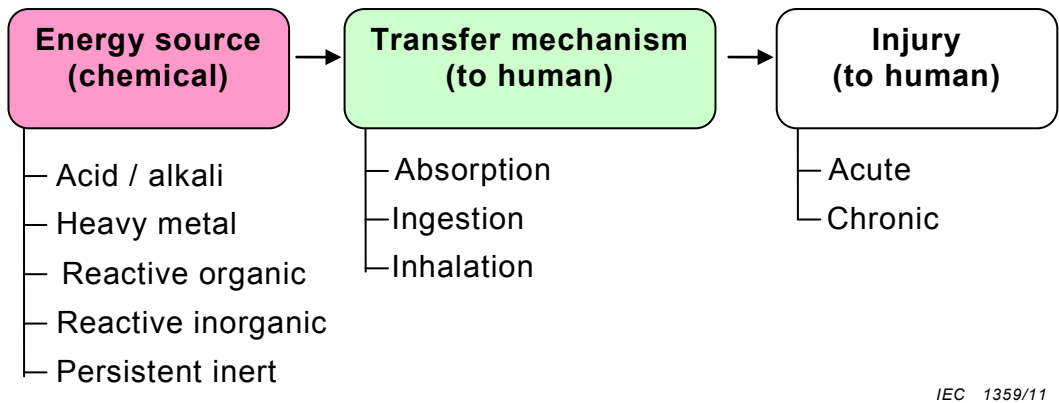 Energy source
(chemical)
Transfer mechanism
(to human)
Injury
(to human)
Acid / alkali
Heavy metal
Reactive organic
Reactive inorganic
Persistent inert
Absorption
Ingestion
Inhalation
Acute
Chronic
IEC 1359/11